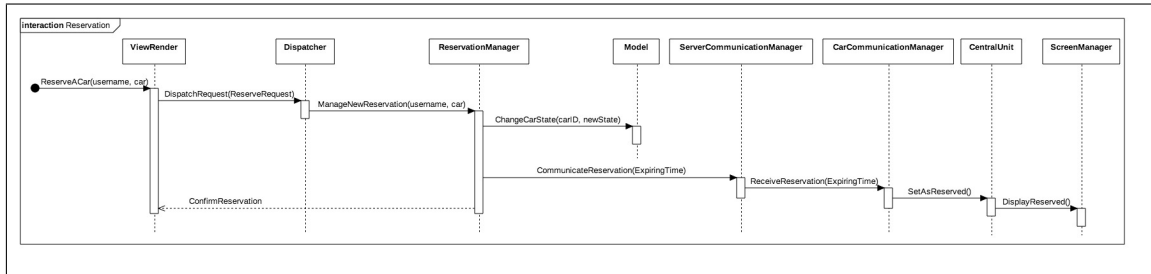 interaction Reservation
ViewRender
Dispatcher
ReservationManager
Model
ServerCommunicationManager
CarCommunicationManager
CentralUnit
ScreenManager
ReserveACar(username, car)
DispatchRequest(ReserveRequest)
ManageNewReservation(username, car)
ChangeCarState(carID, newState)
CommunicateReservation(ExpiringTime)
ReceiveReservation(ExpiringTime)
SetAsReserved()
DisplayReserved()
ConfirmReservation